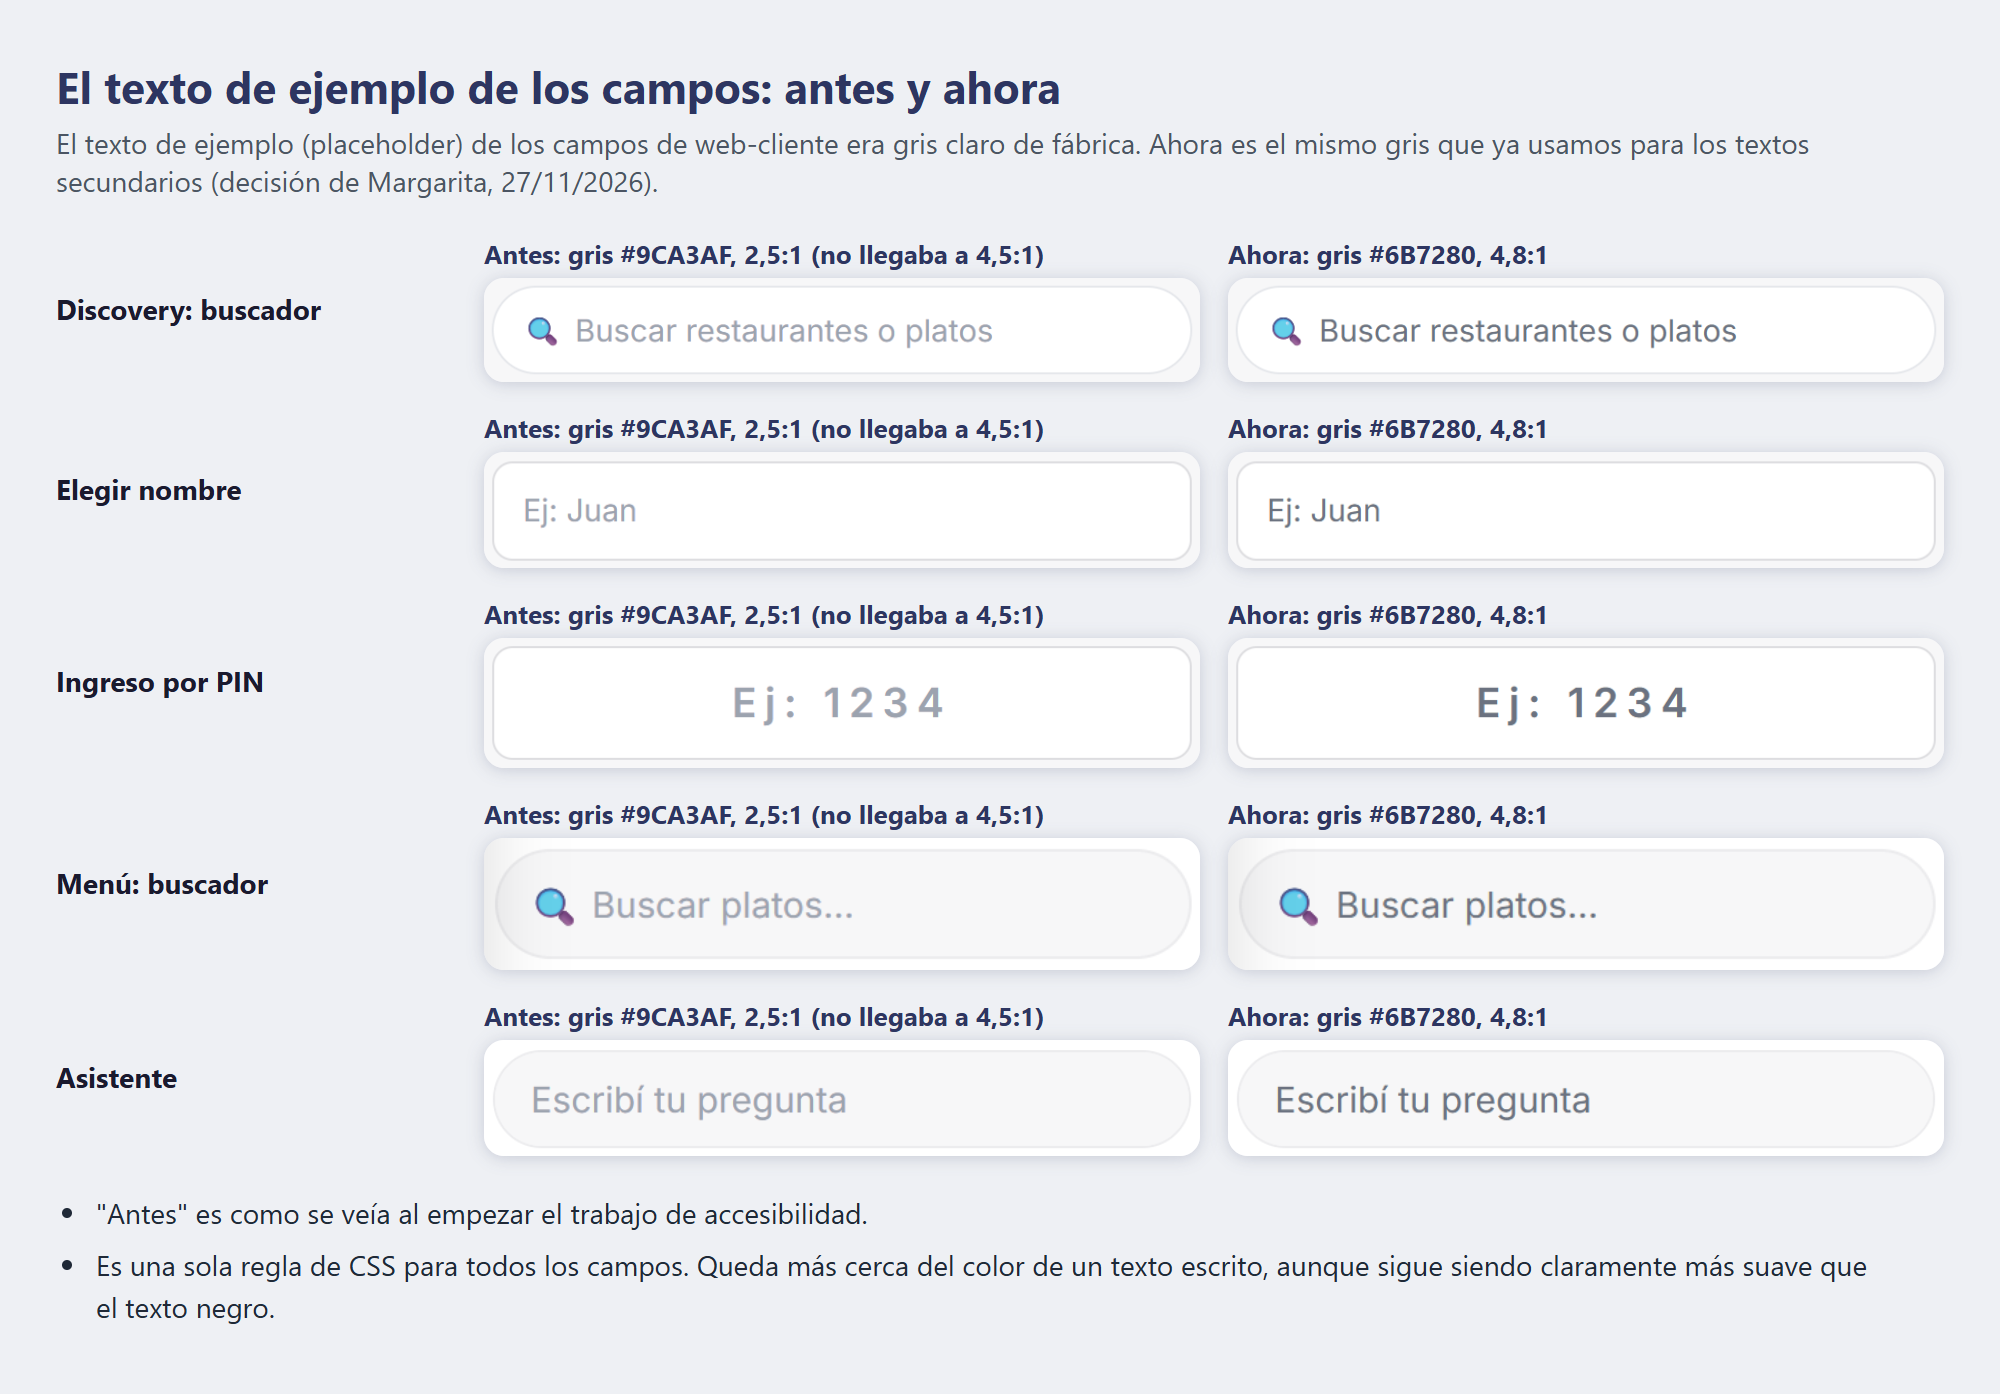 El texto de ejemplo de los campos: antes y ahora
El texto de ejemplo (placeholder) de los campos de web-cliente era gris claro de fábrica. Ahora es el mismo gris que ya usamos para los textos
secundarios (decisión de Margarita, 27/11/2026).
Discovery: buscador
Antes: gris #9CA3AF, 2,5:1 (no llegaba a 4,5:1)
Buscar restaurantes o platos
Ahora: gris #6B7280, 4,8:1
Buscar restaurantes o platos
Elegir nombre
Antes: gris #9CA3AF, 2,5:1 (no llegaba a 4,5:1)
Ej: Juan
Ahora: gris #6B7280, 4,8:1
Ej: Juan
Ingreso por PIN
Antes: gris #9CA3AF, 2,5:1 (no llegaba a 4,5:1)
Ej: 1234
Ahora: gris #6B7280, 4,8:1
Ej: 1234
Menú: buscador
Antes: gris #9CA3AF, 2,5:1 (no llegaba a 4,5:1)
Buscar platos...
Ahora: gris #6B7280, 4,8:1
Buscar platos...
Asistente
Antes: gris #9CA3AF, 2,5:1 (no llegaba a 4,5:1)
Escribí tu pregunta
Ahora: gris #6B7280, 4,8:1
Escribí tu pregunta
• "Antes" es como se veía al empezar el trabajo de accesibilidad.
• Es una sola regla de CSS para todos los campos. Queda más cerca del color de un texto escrito, aunque sigue siendo claramente más suave que
el texto negro.